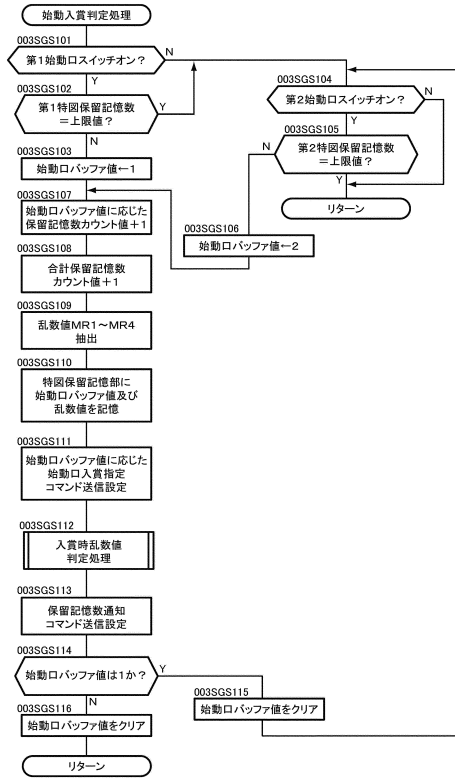 始動入賞判定処理
003SGS101
第1始動口スイッチオン？
N
Y
003SGS102
第1特図保留記憶数
＝上限値？
Y
N
003SGS103
始動口バッファ値←1
003SGS104
第2始動口スイッチオン？
N
Y
003SGS105
第2特図保留記憶数
＝上限値？
N
Y
リターン
003SGS106
始動口バッファ値←2
003SGS107
始動口バッファ値に応じた
保留記憶数カウント値＋1
003SGS108
合計保留記憶数
カウント値＋1
003SGS109
乱数値MR1～MR4
抽出
003SGS110
特図保留記憶部に
始動口バッファ値及び
乱数値を記憶
003SGS111
始動口バッファ値に応じた
始動口入賞指定
コマンド送信設定
003SGS112
入賞時乱数値
判定処理
003SGS113
保留記憶数通知
コマンド送信設定
003SGS114
始動口バッファ値は1か？
Y
N
003SGS115
始動口バッファ値をクリア
003SGS116
始動口バッファ値をクリア
リターン